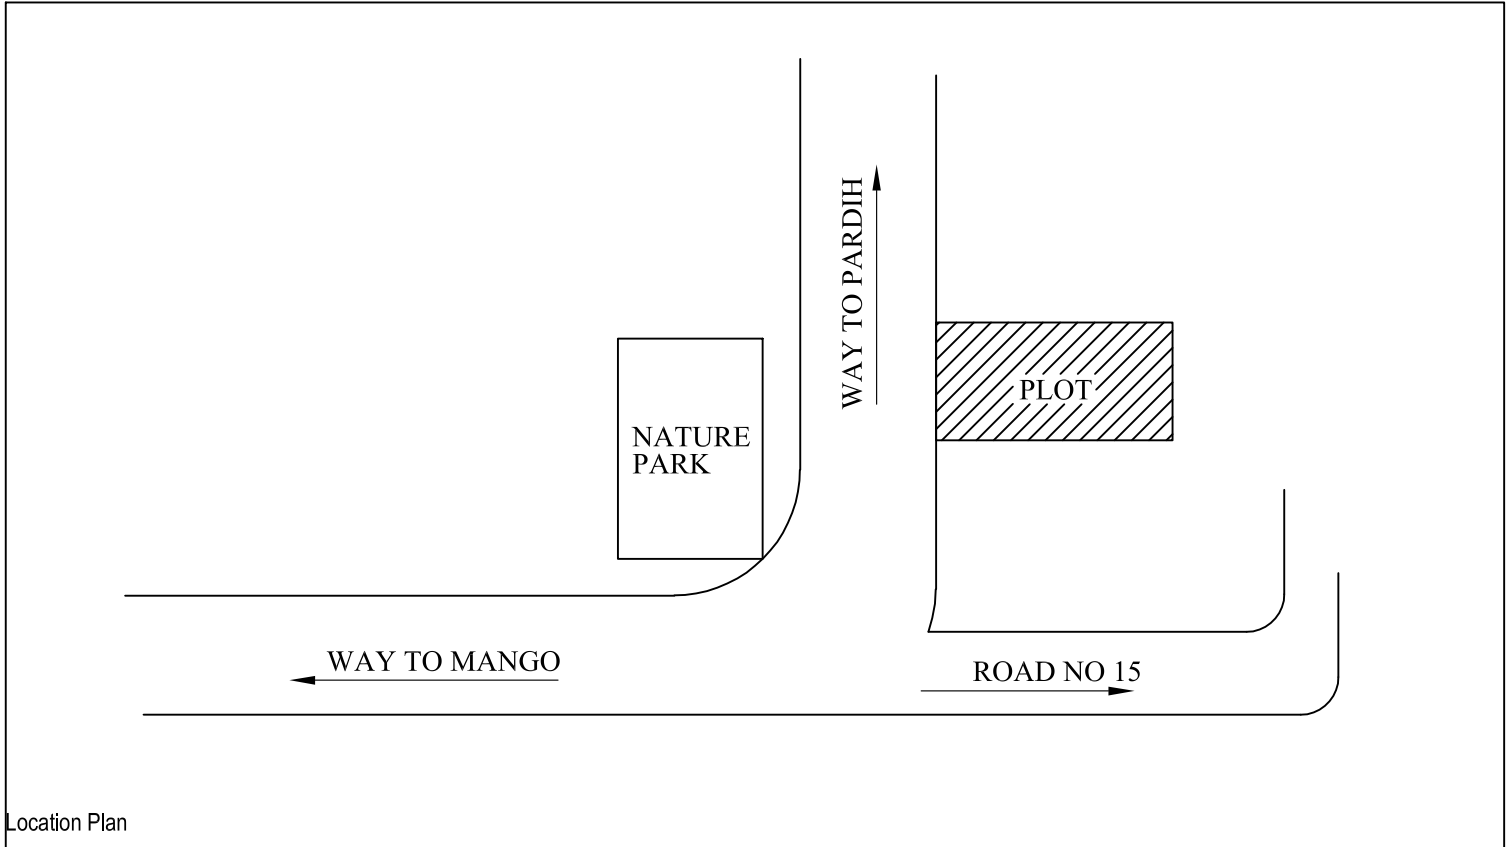 WAY TO PARDIH
PLOT
NATURE
PARK
WAY TO MANGO
ROAD NO 15
Location Plan